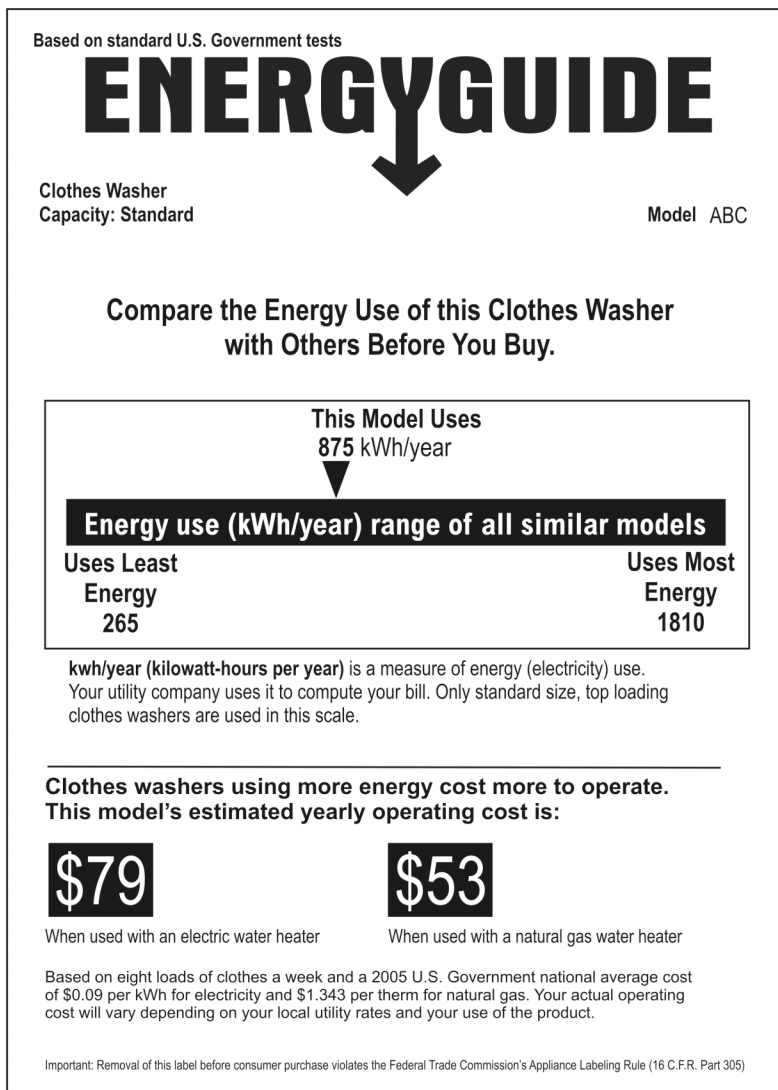 Based on standard U.S. Government tests
ENERGYGUIDE
Clothes Washer
Capacity: Standard
Model ABC
Compare the Energy Use of this Clothes Washer
with Others Before You Buy.
This Model Uses
875 kWh/year
Energy use (kWh/year) range of all similar models
Uses Least
Energy
265
Uses Most
Energy
1810
kwh/year (kilowatt-hours per year) is a measure of energy (electricity) use.
Your utility company uses it to compute your bill. Only standard size, top loading
clothes washers are used in this scale.
Clothes washers using more energy cost more to operate.
This model's estimated yearly operating cost is:
$79
When used with an electric water heater
$53
When used with a natural gas water heater
Based on eight loads of clothes a week and a 2005 U.S. Government national average cost
of $0.09 per kWh for electricity and $1.343 per therm for natural gas. Your actual operating
cost will vary depending on your local utility rates and your use of the product.
Important: Removal of this label before consumer purchase violates the Federal Trade Commission's Appliance Labeling Rule (16 C.F.R. Part 305)